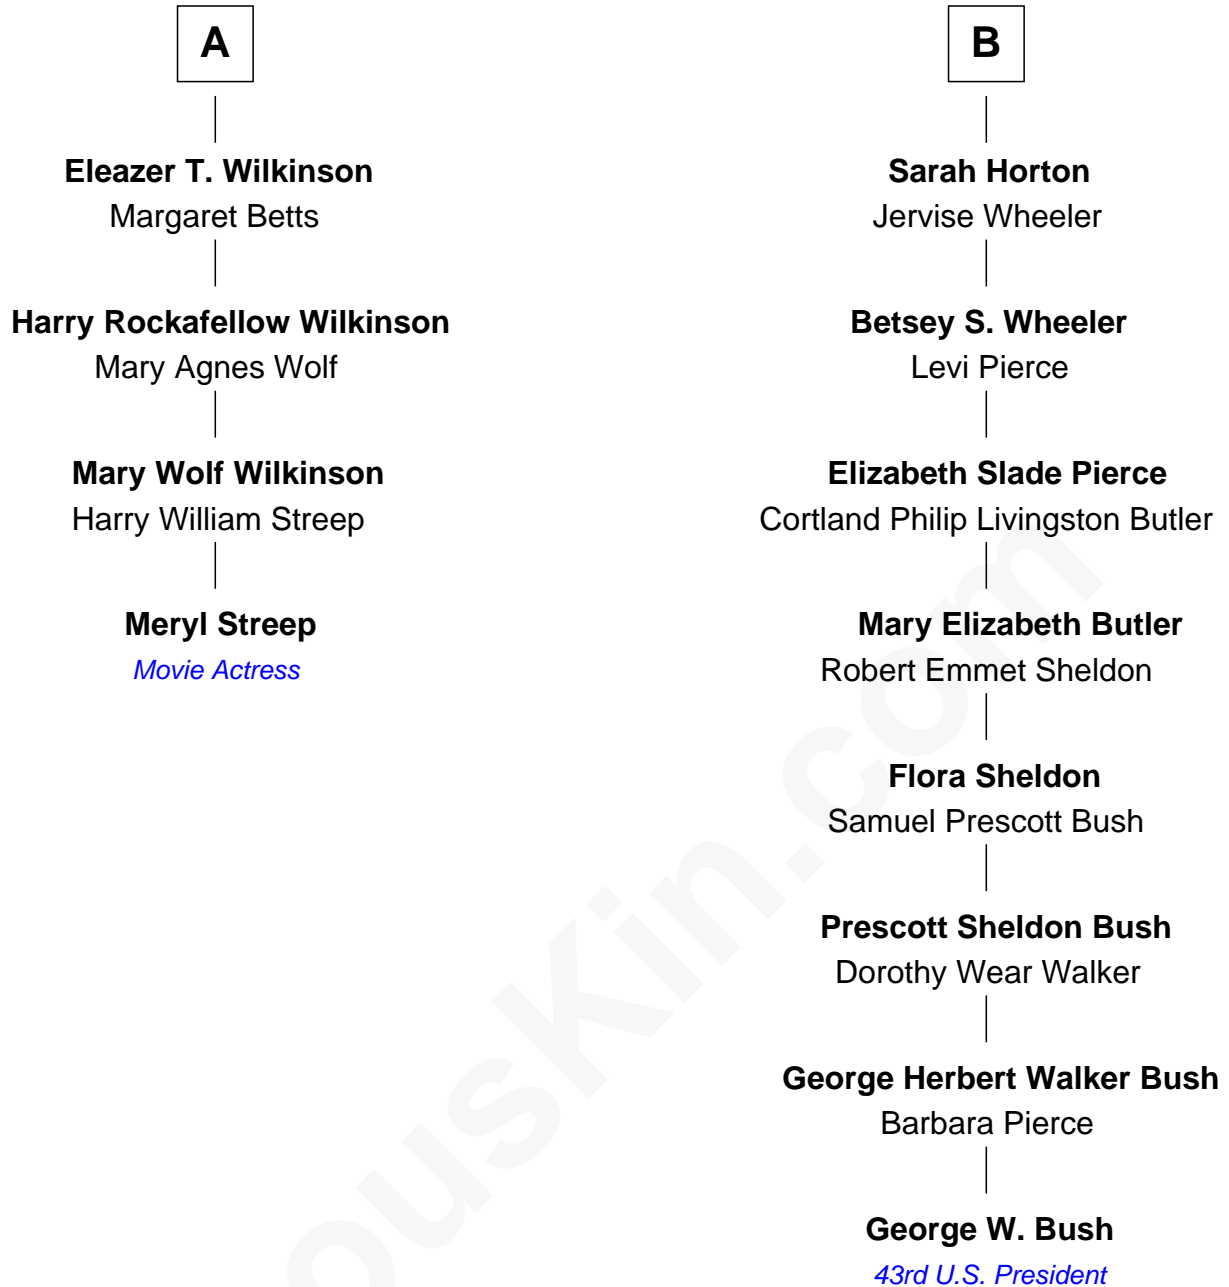 A
Eleazer T. Wilkinson
Margaret Betts
Harry Rockafellow Wilkinson
Mary Agnes Wolf
Mary Wolf Wilkinson
Harry William Streep
Meryl Streep
Movie Actress
B
Sarah Horton
Jervise Wheeler
Betsey S. Wheeler
Levi Pierce
Elizabeth Slade Pierce
Cortland Philip Livingston Butler
Mary Elizabeth Butler
Robert Emmet Sheldon
Flora Sheldon
Samuel Prescott Bush
Prescott Sheldon Bush
Dorothy Wear Walker
George Herbert Walker Bush
Barbara Pierce
George W. Bush
43rd U.S. President
ousKin.com